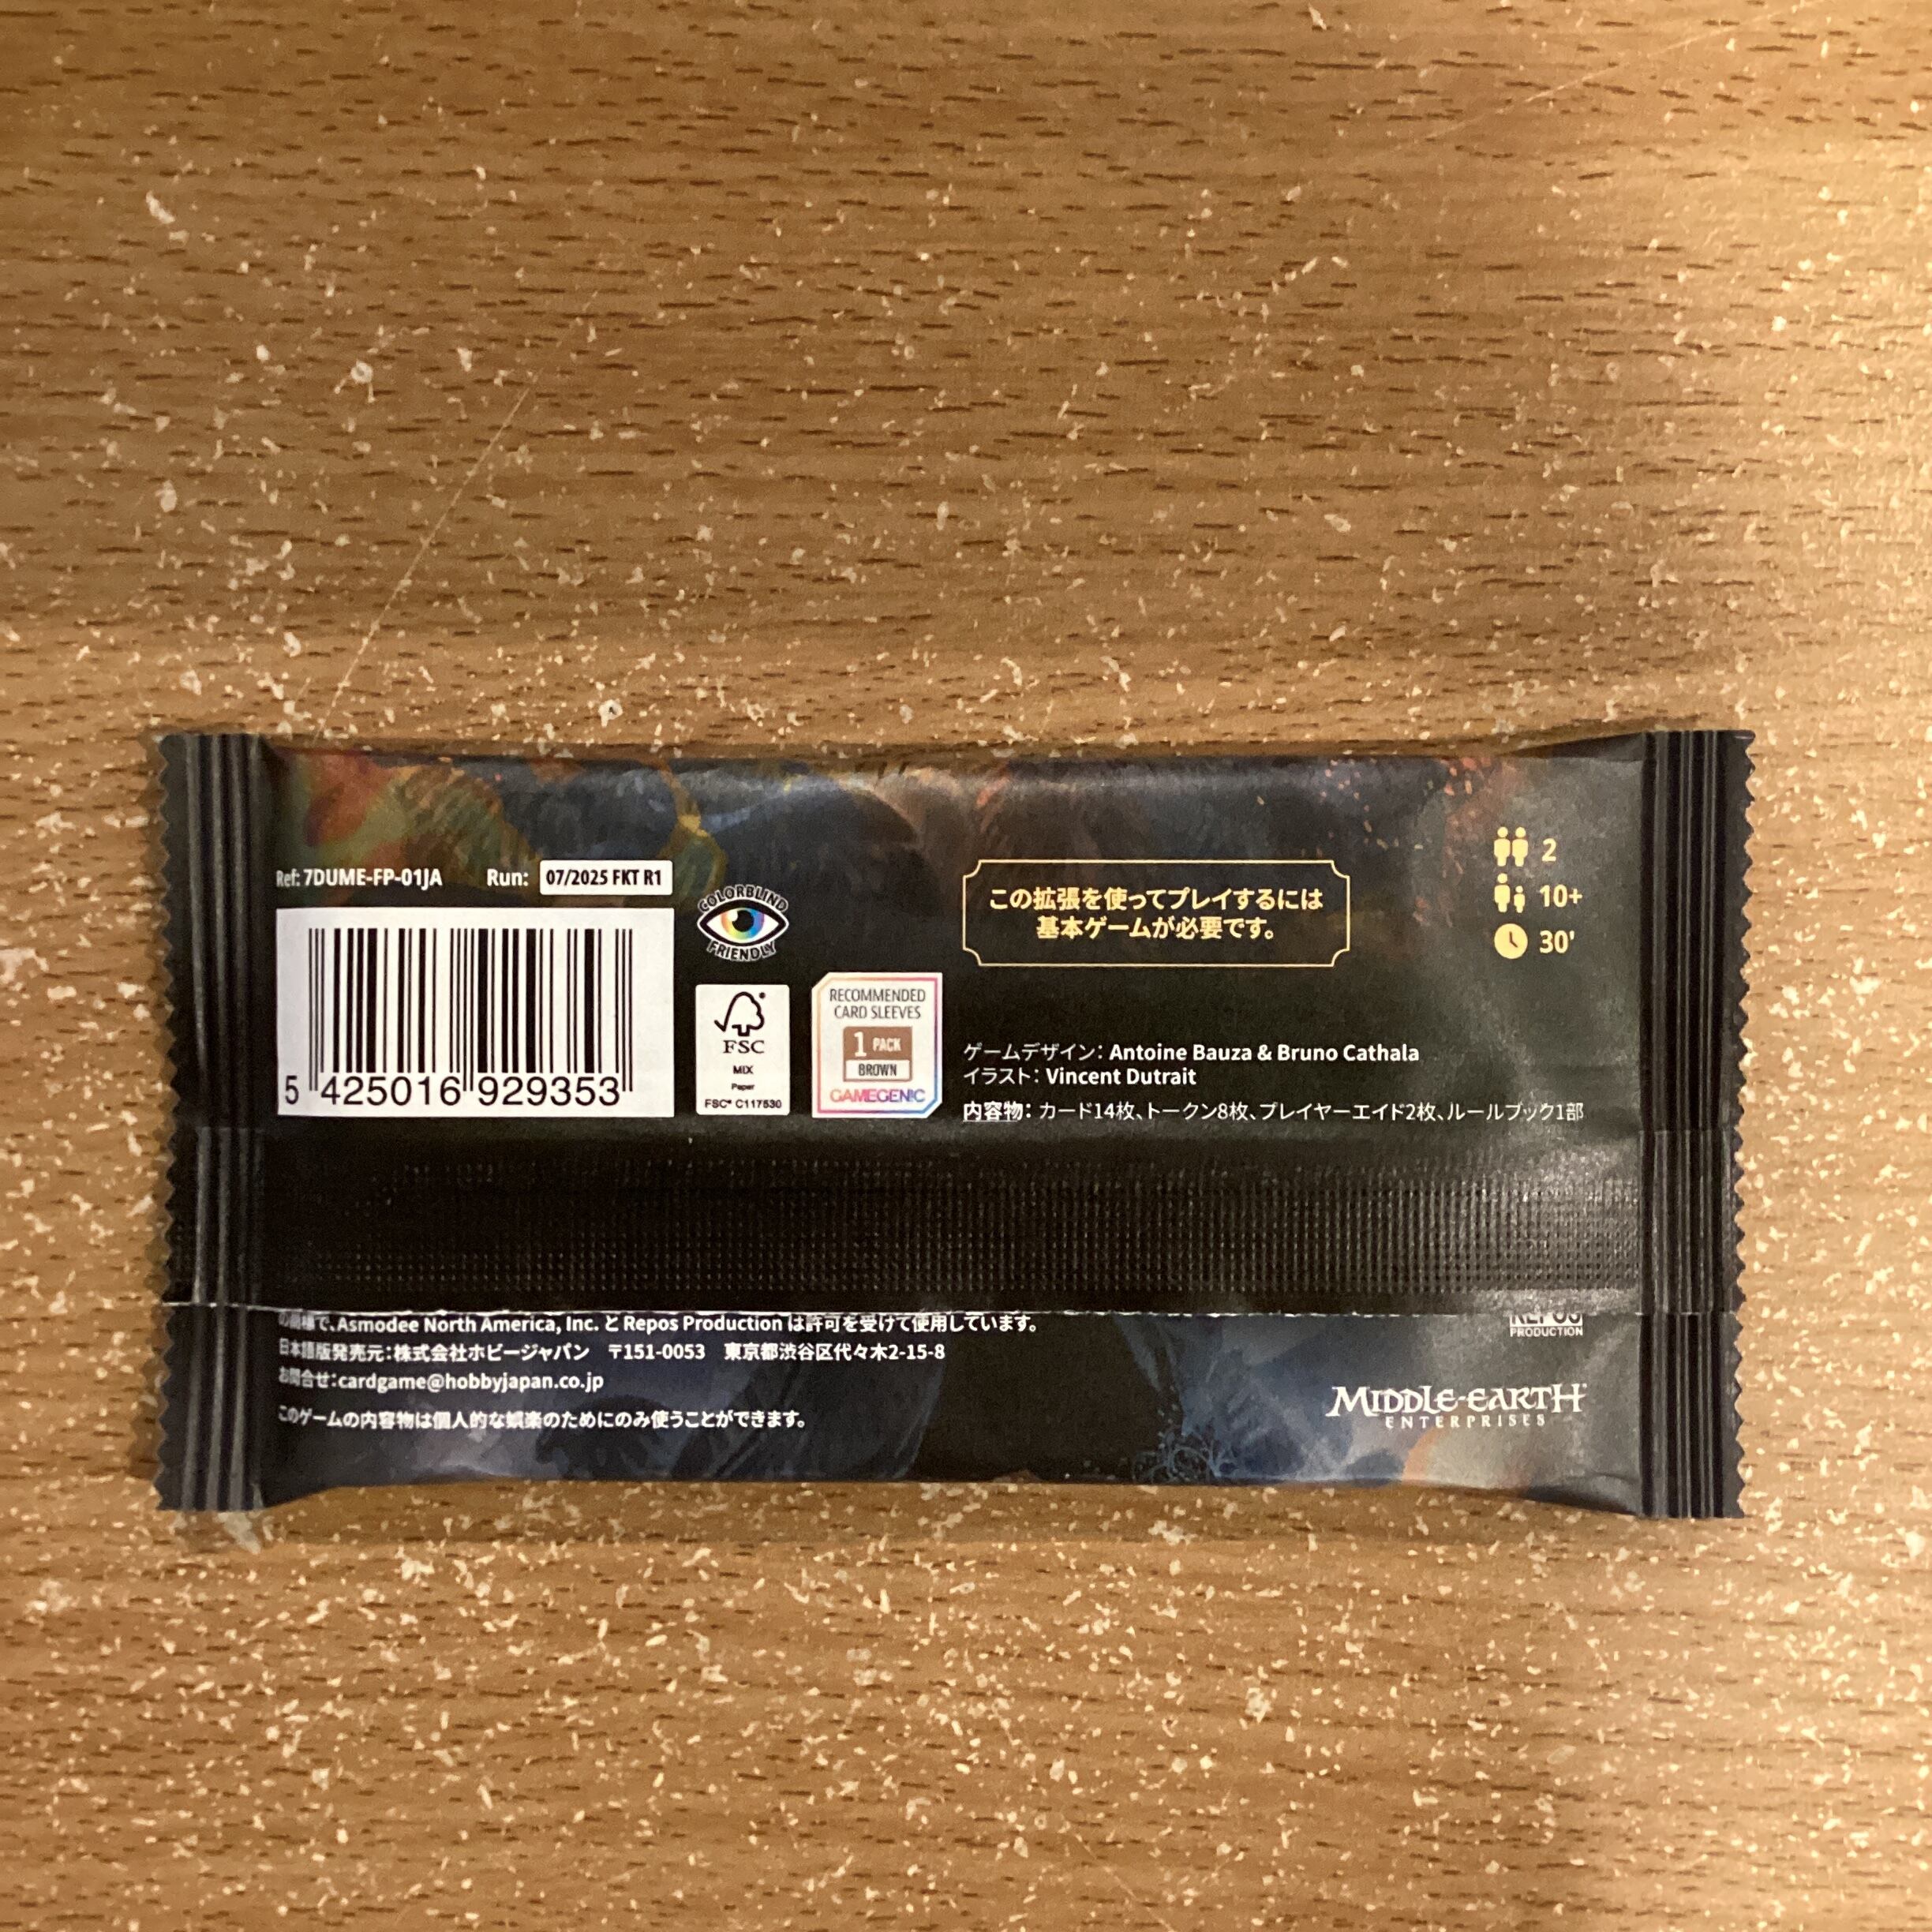 Ref: 7DUME-FP-01JA Run: 07/2025 FKT R1
5 425016 929353
COLORBLIND
FRIENDLY
FSC
MIX
Paper
FSC® C117530
RECOMMENDED
CARD SLEEVES
1 PACK
BROWN
GAMEGENIC
この拡張を使ってプレイするには
基本ゲームが必要です。
2
10+
30'
ゲームデザイン: Antoine Bauza & Bruno Cathala
イラスト: Vincent Dutrait
内容物: カード14枚、トークン8枚、プレイヤーエイド2枚、ルールブック1部
の商標で、Asmodee North America, Inc. と Repos Production は許可を受けて使用しています。
日本語版発売元:株式会社ホビージャパン 〒151-0053 東京都渋谷区代々木2-15-8
お問合せ:cardgame@hobbyjapan.co.jp
このゲームの内容物は個人的な娯楽のためにのみ使うことができます。
REPOS
PRODUCTION
MIDDLE-EARTH
ENTERPRISES